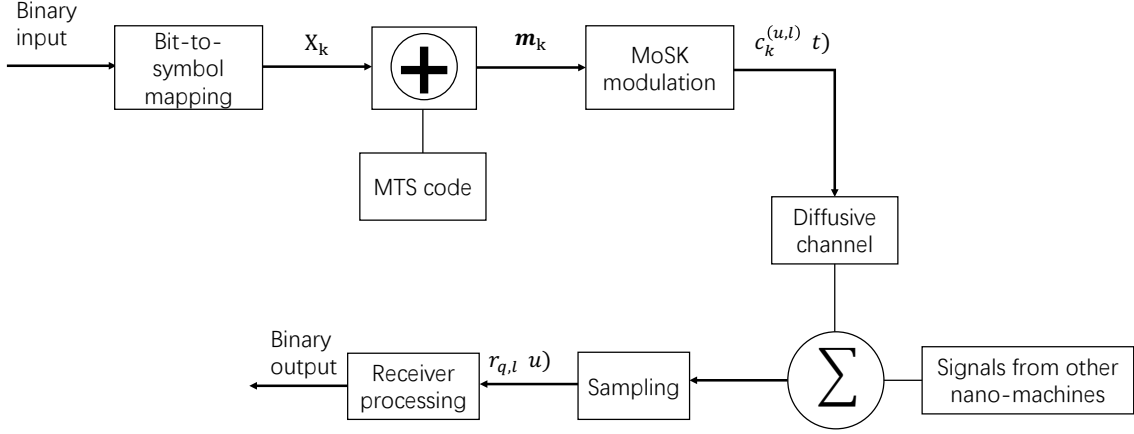 Binary
input
Bit-to-
symbol
mapping
X_k
+
m_k
MoSK
modulation
c_k^{(u,l)} t)
MTS code
Diffusive
channel
Binary
output
Receiver
processing
r_{q,l} u)
Sampling
∑
Signals from other
nano-machines